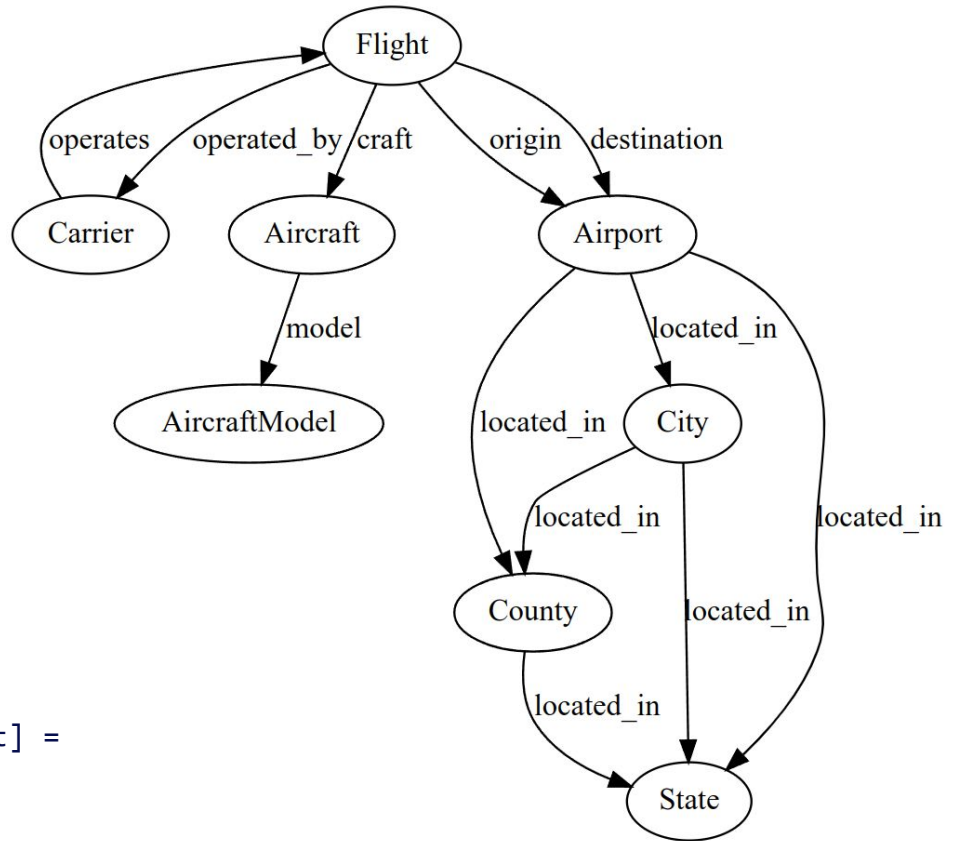 Flight
operates operated_by craft origin destination
Carrier Aircraft Airport
model located_in
AircraftModel located_in City
located_in located_in
County located_in
located_in
t] =
State